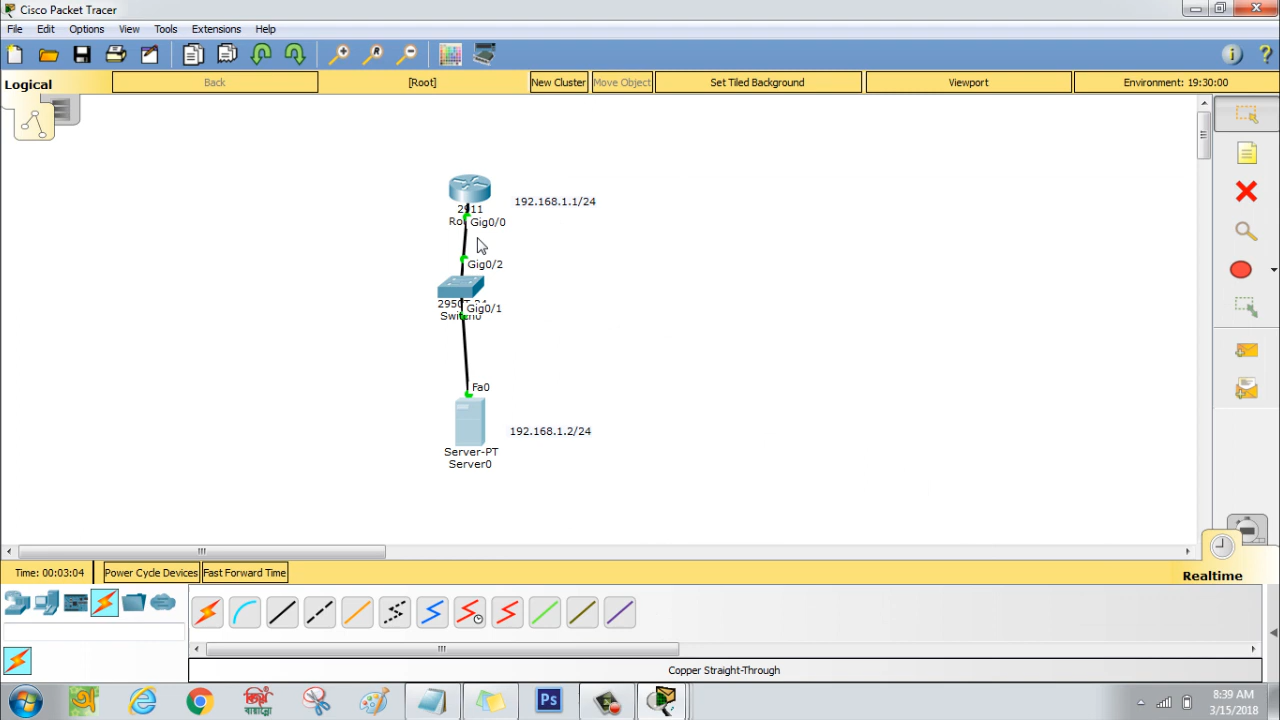 Cisco Packet Tracer
File Edit Options View Tools Extensions Help
Logical Back [Root] New Cluster Move Object Set Tiled Background Viewport Environment: 19:30:00
2911
192.168.1.1/24
Gig0/0
Gig0/2
Gig0/1
Fa0
192.168.1.2/24
Server-PT
Server0
Time: 00:03:04 Power Cycle Devices Fast Forward Time Realtime
Copper Straight-Through
Ps
8:39 AM
3/15/2018